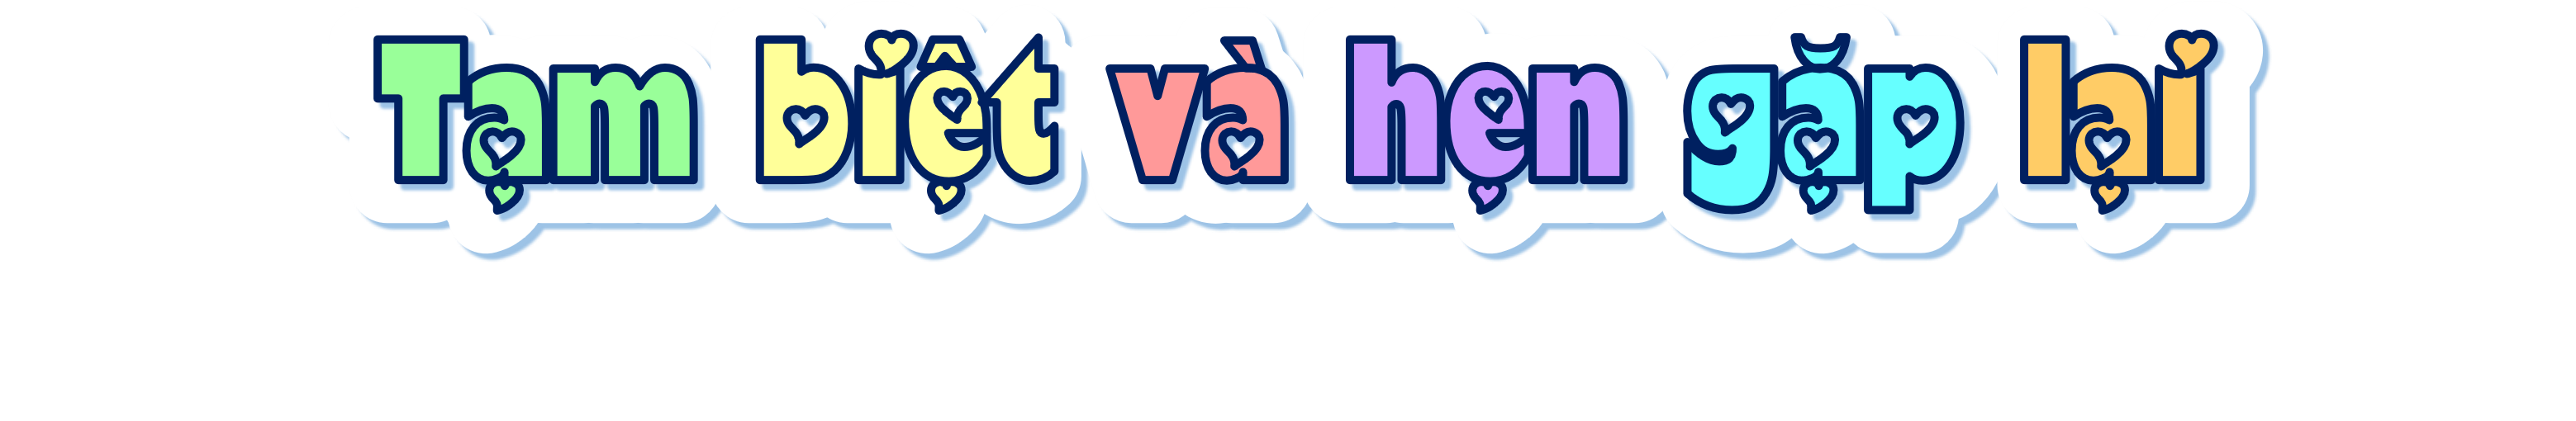 Tạm biệt và hẹn gặp lại